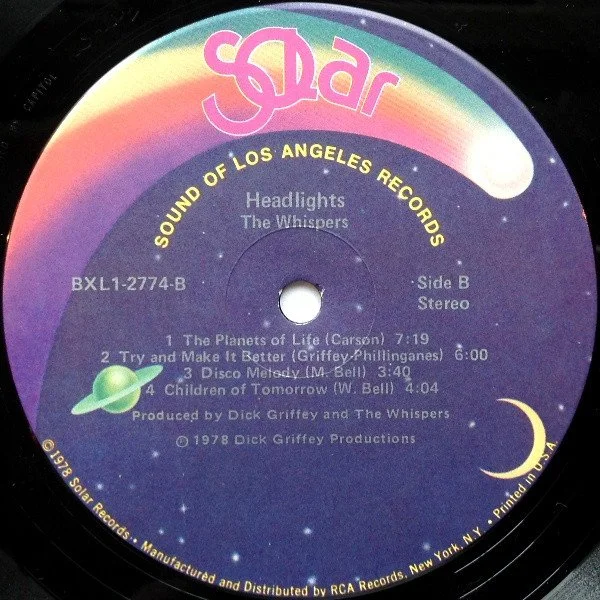 Solar
SOUND OF LOS ANGELES RECORDS
Headlights
The Whispers
BXL1-2774-B
Side B
Stereo
1 The Planets of Life (Carson) 7:19
2 Try and Make It Better (Griffey-Phillinganes) 6:00
3 Disco Melody (M. Bell) 3:40
4 Children of Tomorrow (W. Bell) 4:04
Produced by Dick Griffey and The Whispers
℗ 1978 Dick Griffey Productions
©1978 Solar Records. • Manufactured and Distributed by RCA Records, New York, N.Y. • Printed in U.S.A.
CAPITOL